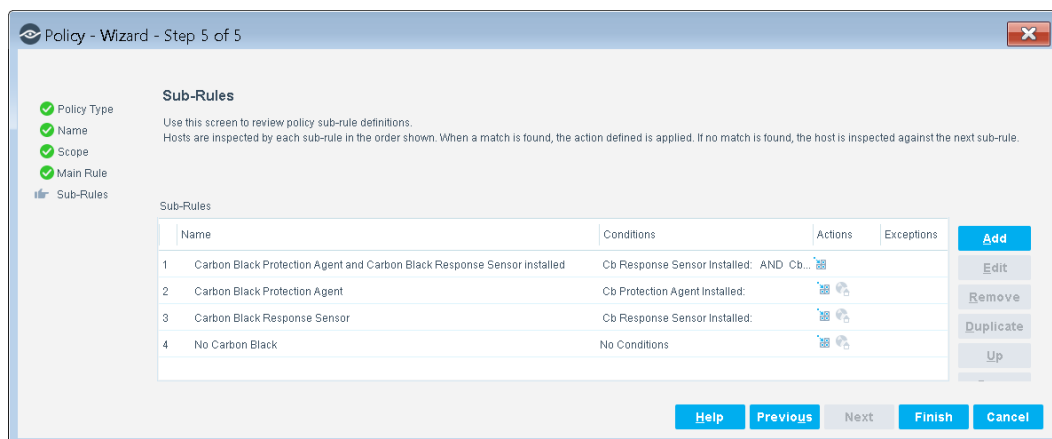 Policy - Wizard - Step 5 of 5
Policy Type
Name
Scope
Main Rule
Sub-Rules
Sub-Rules
Use this screen to review policy sub-rule definitions.
Hosts are inspected by each sub-rule in the order shown. When a match is found, the action defined is applied. If no match is found, the host is inspected against the next sub-rule.
Sub-Rules
Name Conditions Actions Exceptions
1 Carbon Black Protection Agent and Carbon Black Response Sensor installed Cb Response Sensor Installed: AND Cb...
2 Carbon Black Protection Agent Cb Protection Agent Installed:
3 Carbon Black Response Sensor Cb Response Sensor Installed:
4 No Carbon Black No Conditions
Add
Edit
Remove
Duplicate
Up
Help Previous Next Finish Cancel